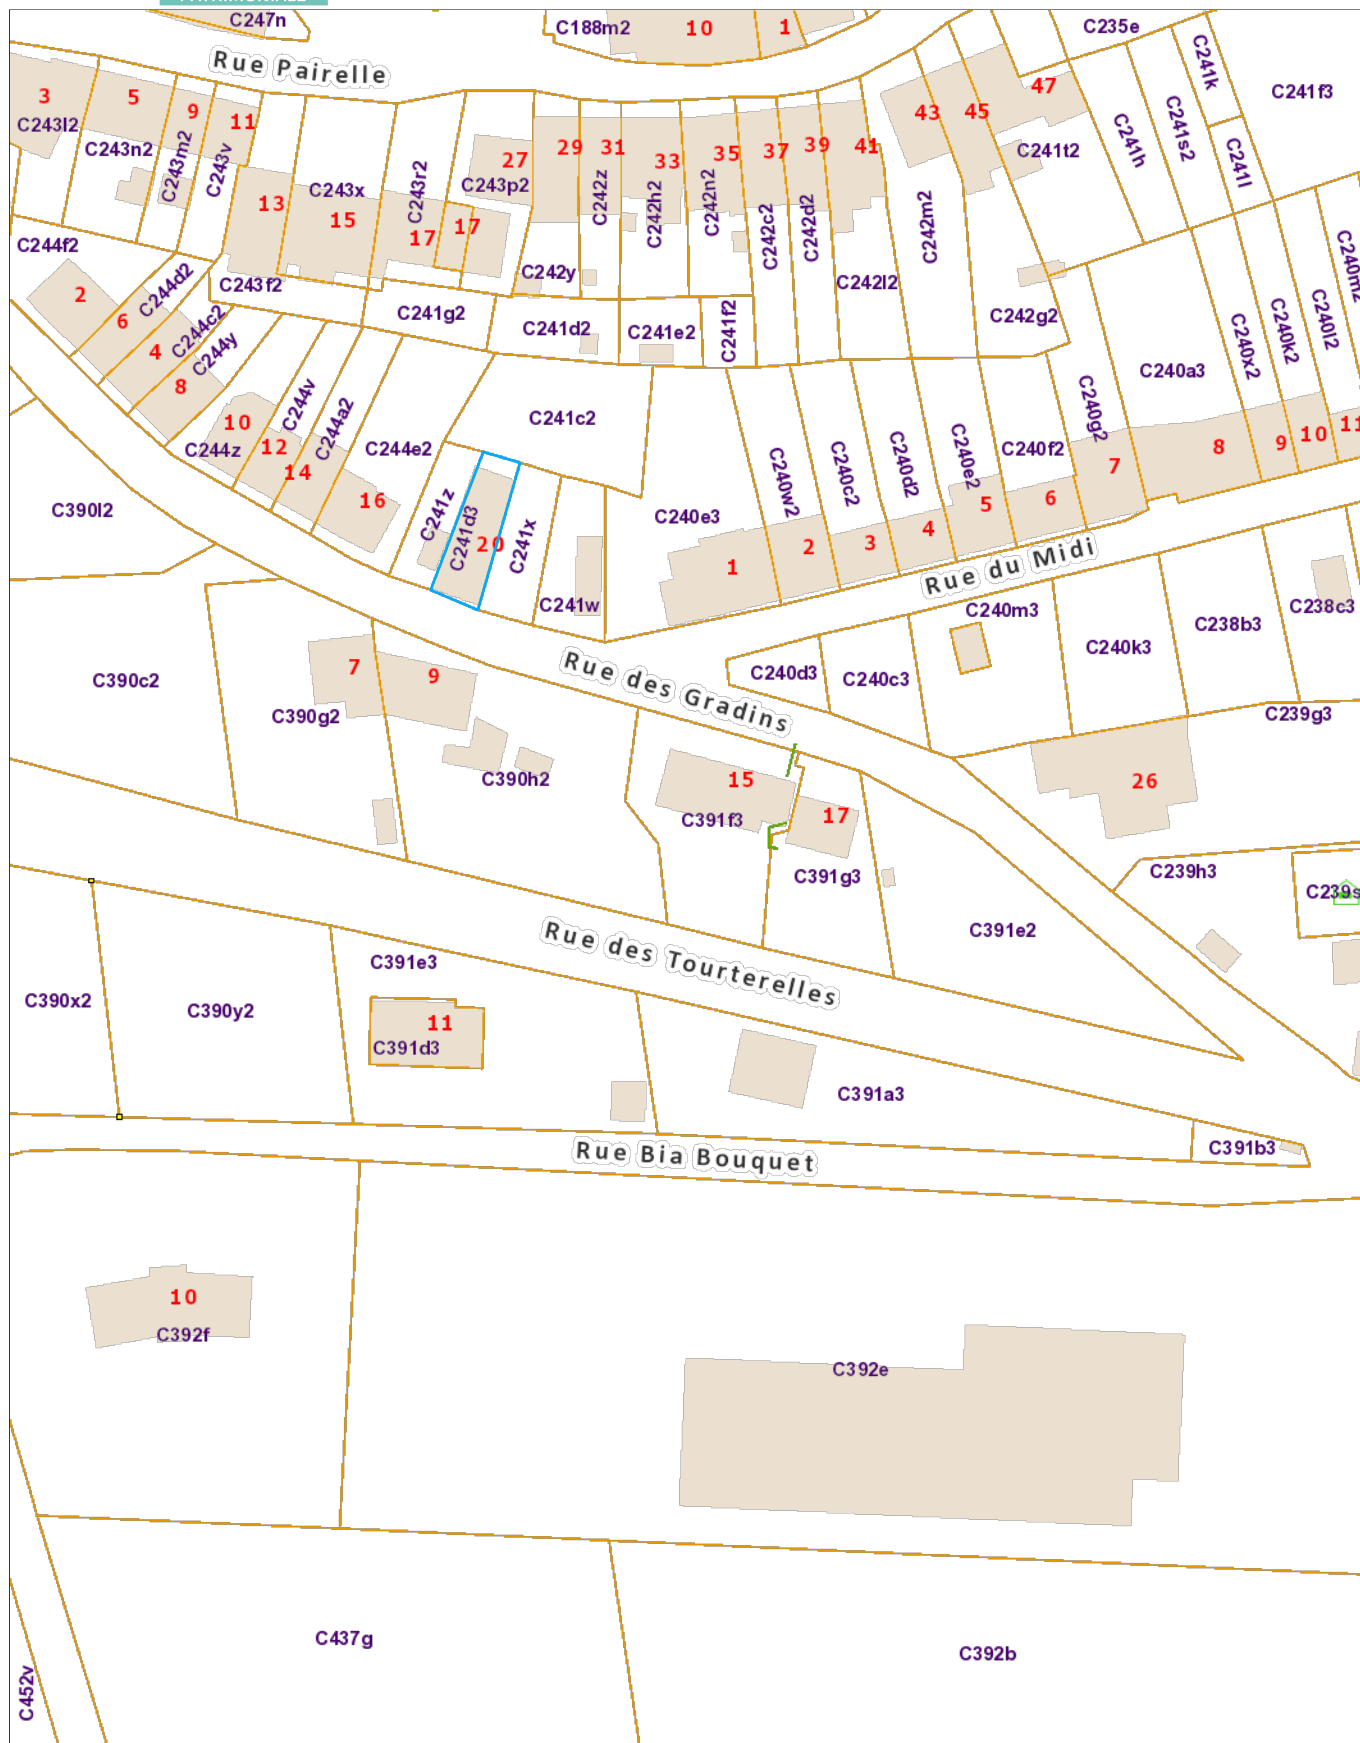 C247n
C188m2
10
1
C235e
Rue Pairelle
3
C243l2
5
C243n2
9
C243m2
11
C243v
13
C243x
15
C243r2
17
17
27
C243p2
29
31
C242z
33
C242h2
35
C242n2
37
C242c2
39
C242d2
41
C242l2
43
C242m2
45
47
C241t2
C241h
C241s2
C241k
C241l
C241f3
C244f2
2
6
C244d2
4
C244c2
8
C244y
C243f2
C241g2
C242y
C241d2
C241e2
C241f2
C242g2
C240a3
C240x2
C240k2
C240l2
C240m2
10
C244z
12
C244v
14
C244a2
C244e2
16
C241c2
C241z
C241d3
20
C241x
C241w
C240e3
1
C240w2
2
C240c2
3
C240d2
4
C240e2
5
C240f2
6
C240g2
7
8
9
10
11
Rue du Midi
C390l2
C390c2
7
C390g2
9
C390h2
Rue des Gradins
C240d3
C240c3
C240m3
C240k3
C238b3
C238c3
C239g3
26
15
C391f3
17
C391g3
C391e2
C239h3
C239s
Rue des Tourterelles
C390x2
C390y2
C391e3
11
C391d3
C391a3
C391b3
Rue Bia Bouquet
10
C392f
C392e
C437g
C392b
C452v